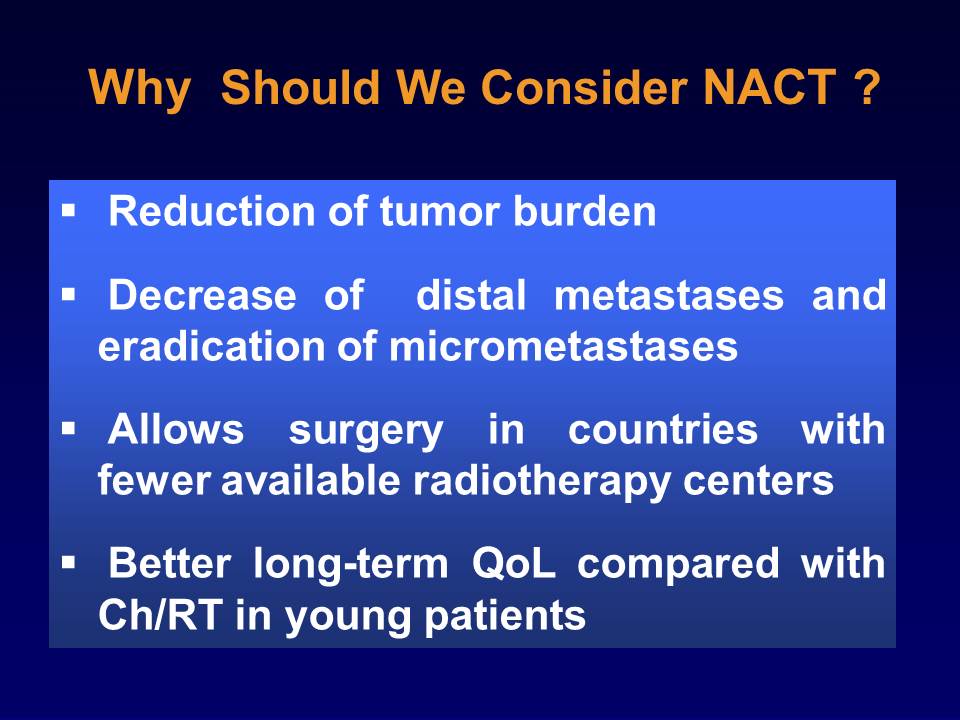 Why Should We Consider NACT ?
▪ Reduction of tumor burden
▪ Decrease of distal metastases and
eradication of micrometastases
▪ Allows surgery in countries with
fewer available radiotherapy centers
▪ Better long-term QoL compared with
Ch/RT in young patients